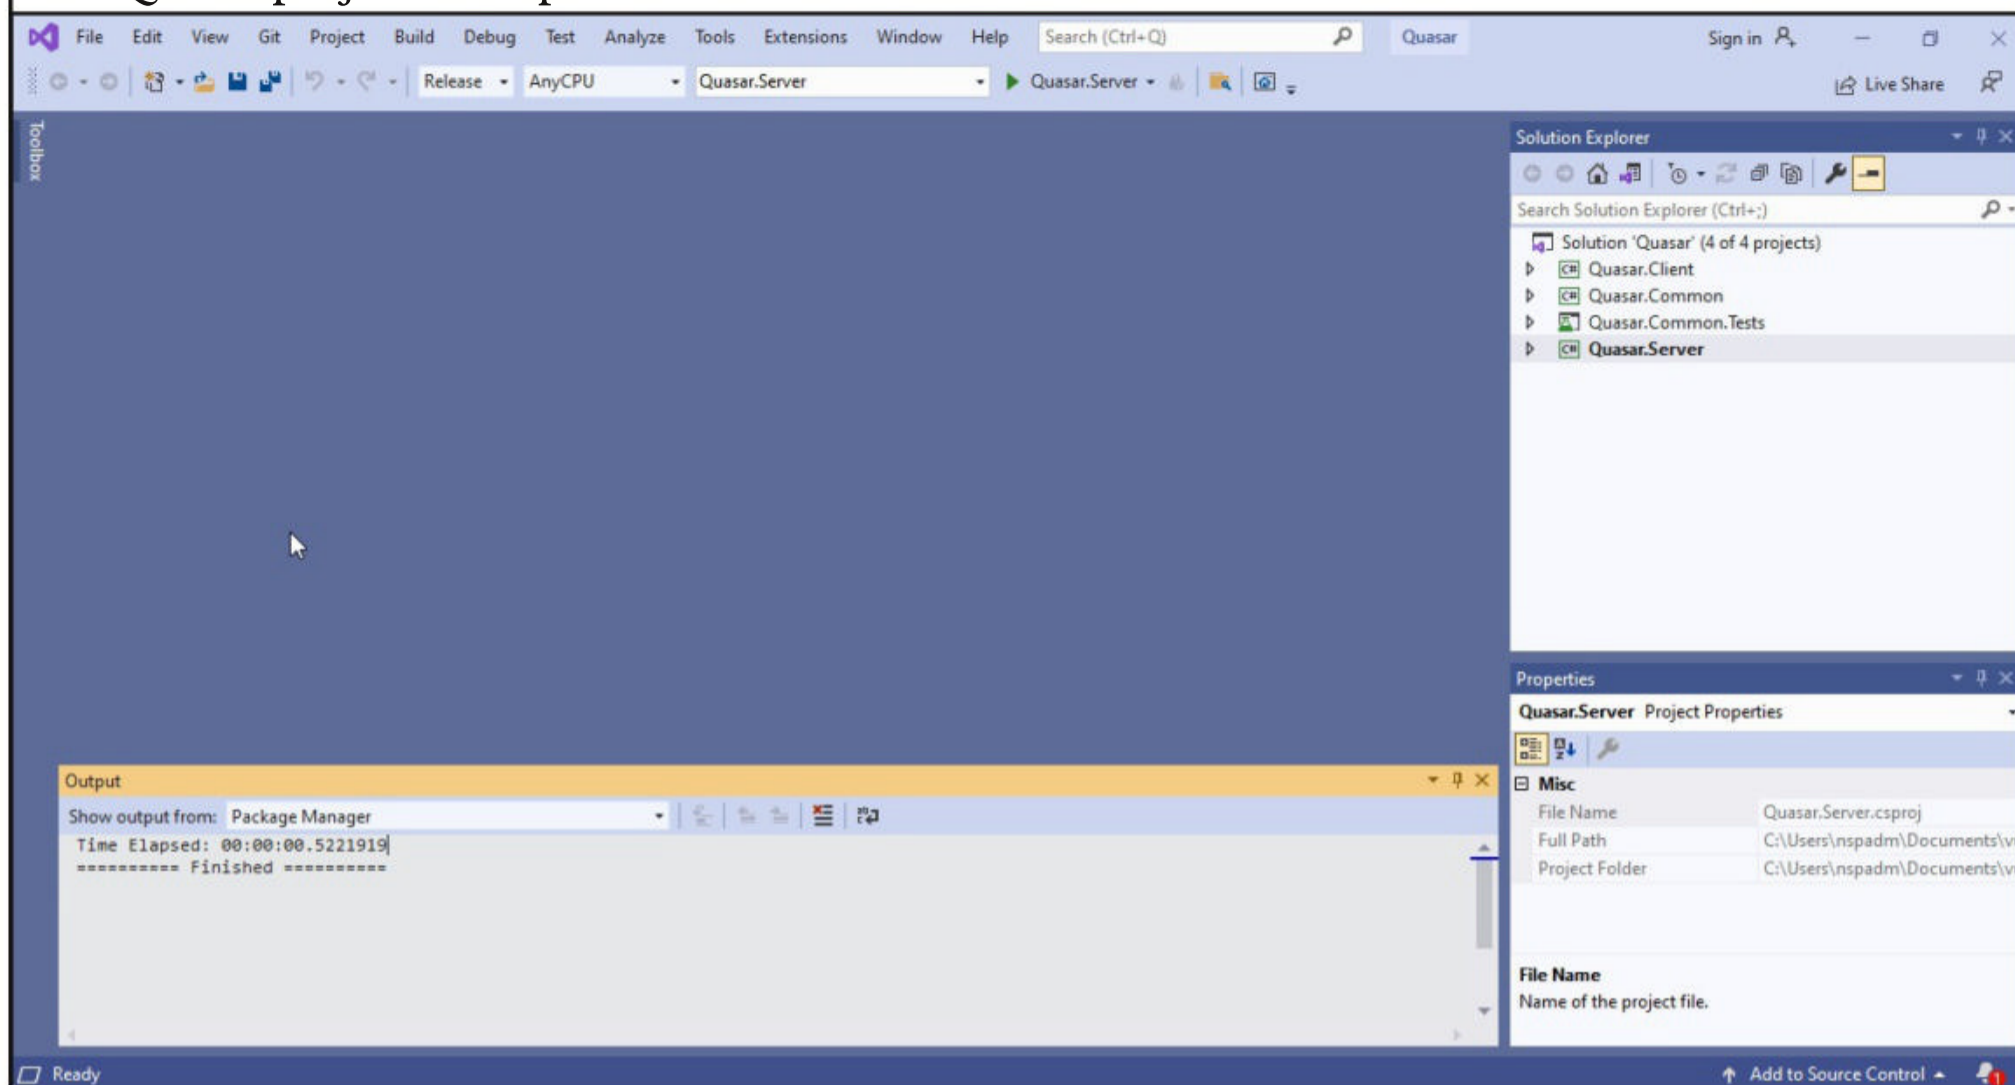 File Edit View Git Project Build Debug Test Analyze Tools Extensions Window Help Search (Ctrl+Q) Quasar Sign in
Release AnyCPU Quasar.Server Quasar.Server Live Share
Toolbox
Solution Explorer
Search Solution Explorer (Ctrl+;)
Solution 'Quasar' (4 of 4 projects)
C# Quasar.Client
C# Quasar.Common
Quasar.Common.Tests
C# Quasar.Server
Properties
Quasar.Server Project Properties
Misc
File Name Quasar.Server.csproj
Full Path C:\Users\nspadm\Documents\v
Project Folder C:\Users\nspadm\Documents\v
File Name
Name of the project file.
Output
Show output from: Package Manager
Time Elapsed: 00:00:00.5221919
========== Finished ==========
Ready Add to Source Control 1